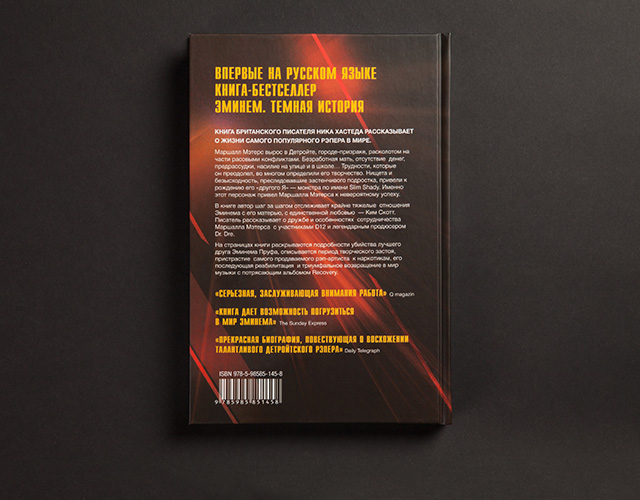 ВПЕРВЫЕ НА РУССКОМ ЯЗЫКЕ
КНИГА-БЕСТСЕЛЛЕР
ЭМИНЕМ. ТЕМНАЯ ИСТОРИЯ
КНИГА БРИТАНСКОГО ПИСАТЕЛЯ НИКА ХАСТЕДА РАССКАЗЫВАЕТ
О ЖИЗНИ САМОГО ПОПУЛЯРНОГО РЭПЕРА В МИРЕ.
Маршалл Мэтерс вырос в Детройте, городе-призраке, расколотом на
части расовыми конфликтами. Безработная мать, отсутствие денег,
предрассудки, насилие на улице и в школе... Трудности, которые
он преодолел, во многом определили его творчество. Нищета и
безысходность, преследовавшие застенчивого подростка, привели к
рождению его «другого Я» — монстра по имени Slim Shady. Именно
этот персонаж привел Маршалла Мэтерса к невероятному успеху.
В книге автор шаг за шагом отслеживает крайне тяжелые отношения
Эминема с его матерью, с единственной любовью — Ким Скотт.
Писатель рассказывает о дружбе и особенностях сотрудничества
Маршалла Мэтерса с участниками D12 и легендарным продюсером
Dr. Dre.
На страницах книги раскрываются подробности убийства лучшего
друга Эминема Пруфа, описывается период творческого застоя,
пристрастие самого продаваемого рэп-артиста к наркотикам, его
последующая реабилитация и триумфальное возвращение в мир
музыки с потрясающим альбомом Recovery.
«СЕРЬЕЗНАЯ, ЗАСЛУЖИВАЮЩАЯ ВНИМАНИЯ РАБОТА» Q magazin
«КНИГА ДАЕТ ВОЗМОЖНОСТЬ ПОГРУЗИТЬСЯ
В МИР ЭМИНЕМА» The Sunday Express
«ПРЕКРАСНАЯ БИОГРАФИЯ, ПОВЕСТВУЮЩАЯ О ВОСХОЖДЕНИИ
ТАЛАНТЛИВОГО ДЕТРОЙТСКОГО РЭПЕРА» Daily Telegraph
ISBN 978-5-98585-145-8
9 785985 851458